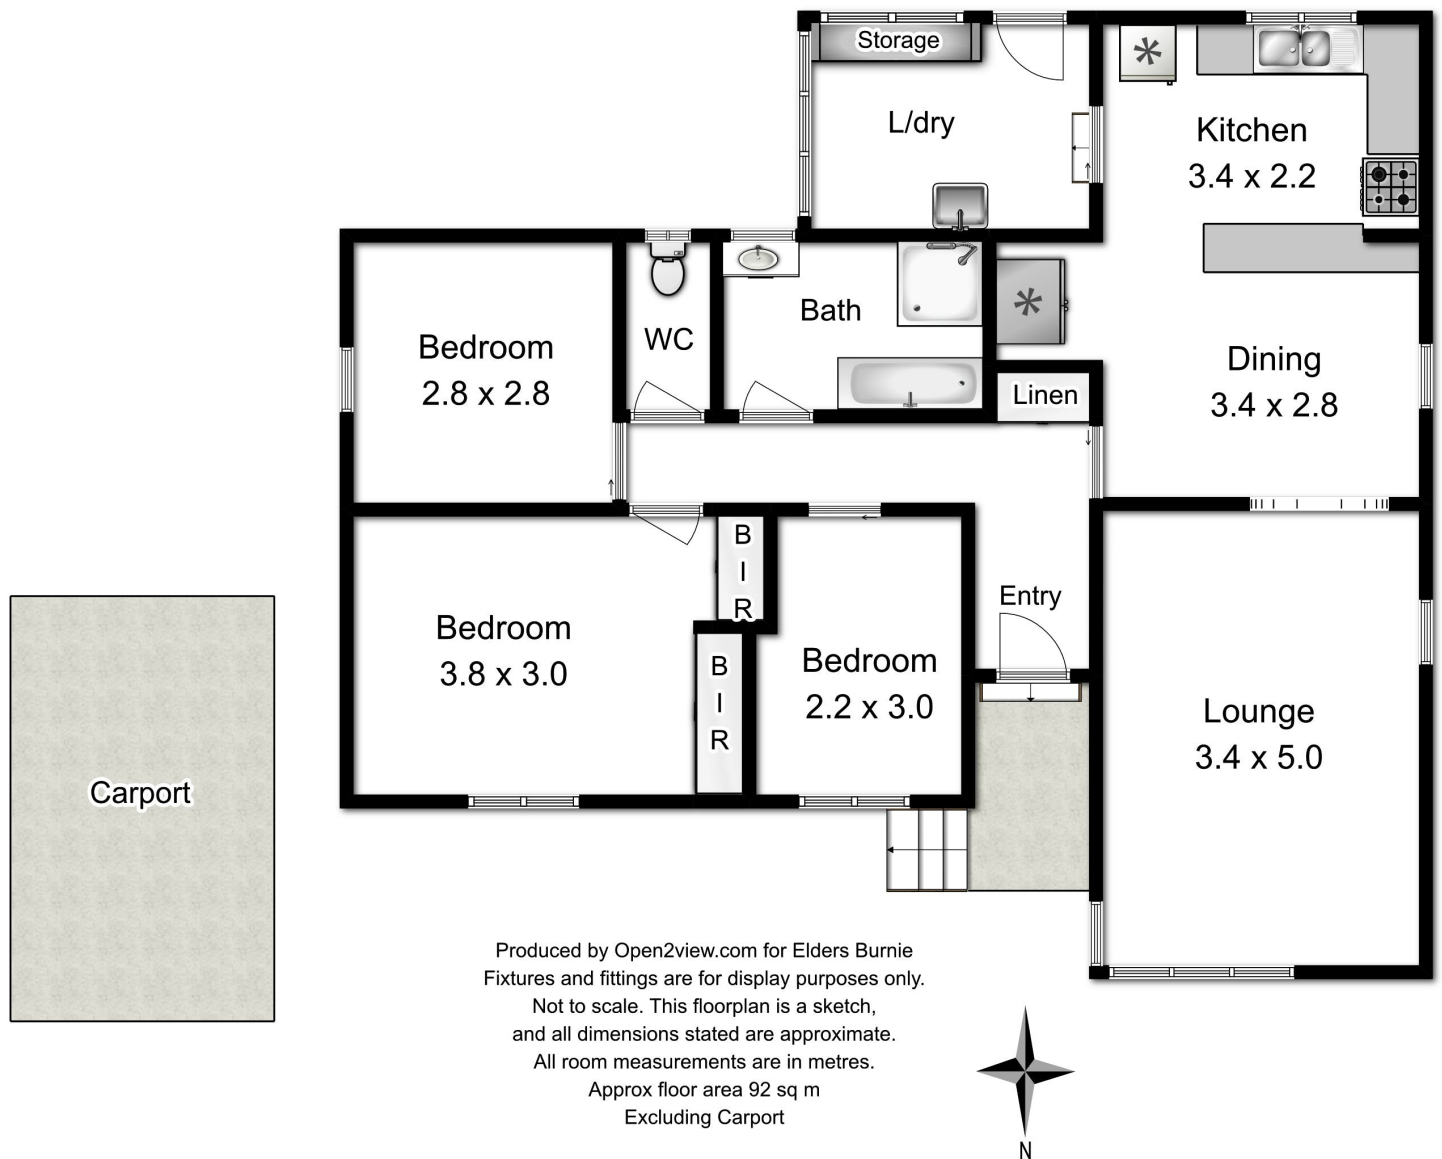 Storage
L/dry
Kitchen
3.4 x 2.2
Bedroom
2.8 x 2.8
WC
Bath
Linen
Dining
3.4 x 2.8
B
I
R
Bedroom
3.8 x 3.0
B
I
R
Bedroom
2.2 x 3.0
Entry
Lounge
3.4 x 5.0
Carport
Produced by Open2view.com for Elders Burnie
Fixtures and fittings are for display purposes only.
Not to scale. This floorplan is a sketch,
and all dimensions stated are approximate.
All room measurements are in metres.
Approx floor area 92 sq m
Excluding Carport
N